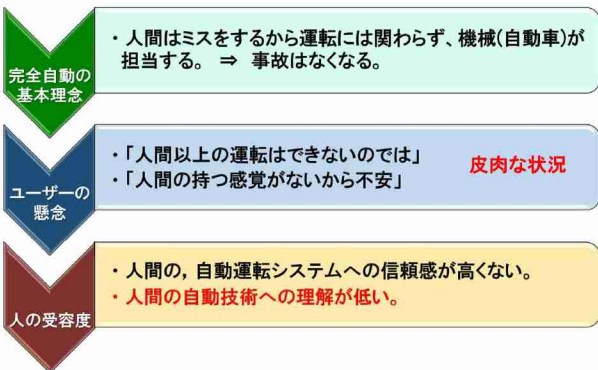 ・人間はミスをするから運転には関わらず、機械(自動車)が
担当する。 ⇒ 事故はなくなる。
完全自動の
基本理念
・「人間以上の運転はできないのでは」
・「人間の持つ感覚がないから不安」
皮肉な状況
ユーザーの
懸念
・人間の，自動運転システムへの信頼感が高くない。
・人間の自動技術への理解が低い。
人の受容度